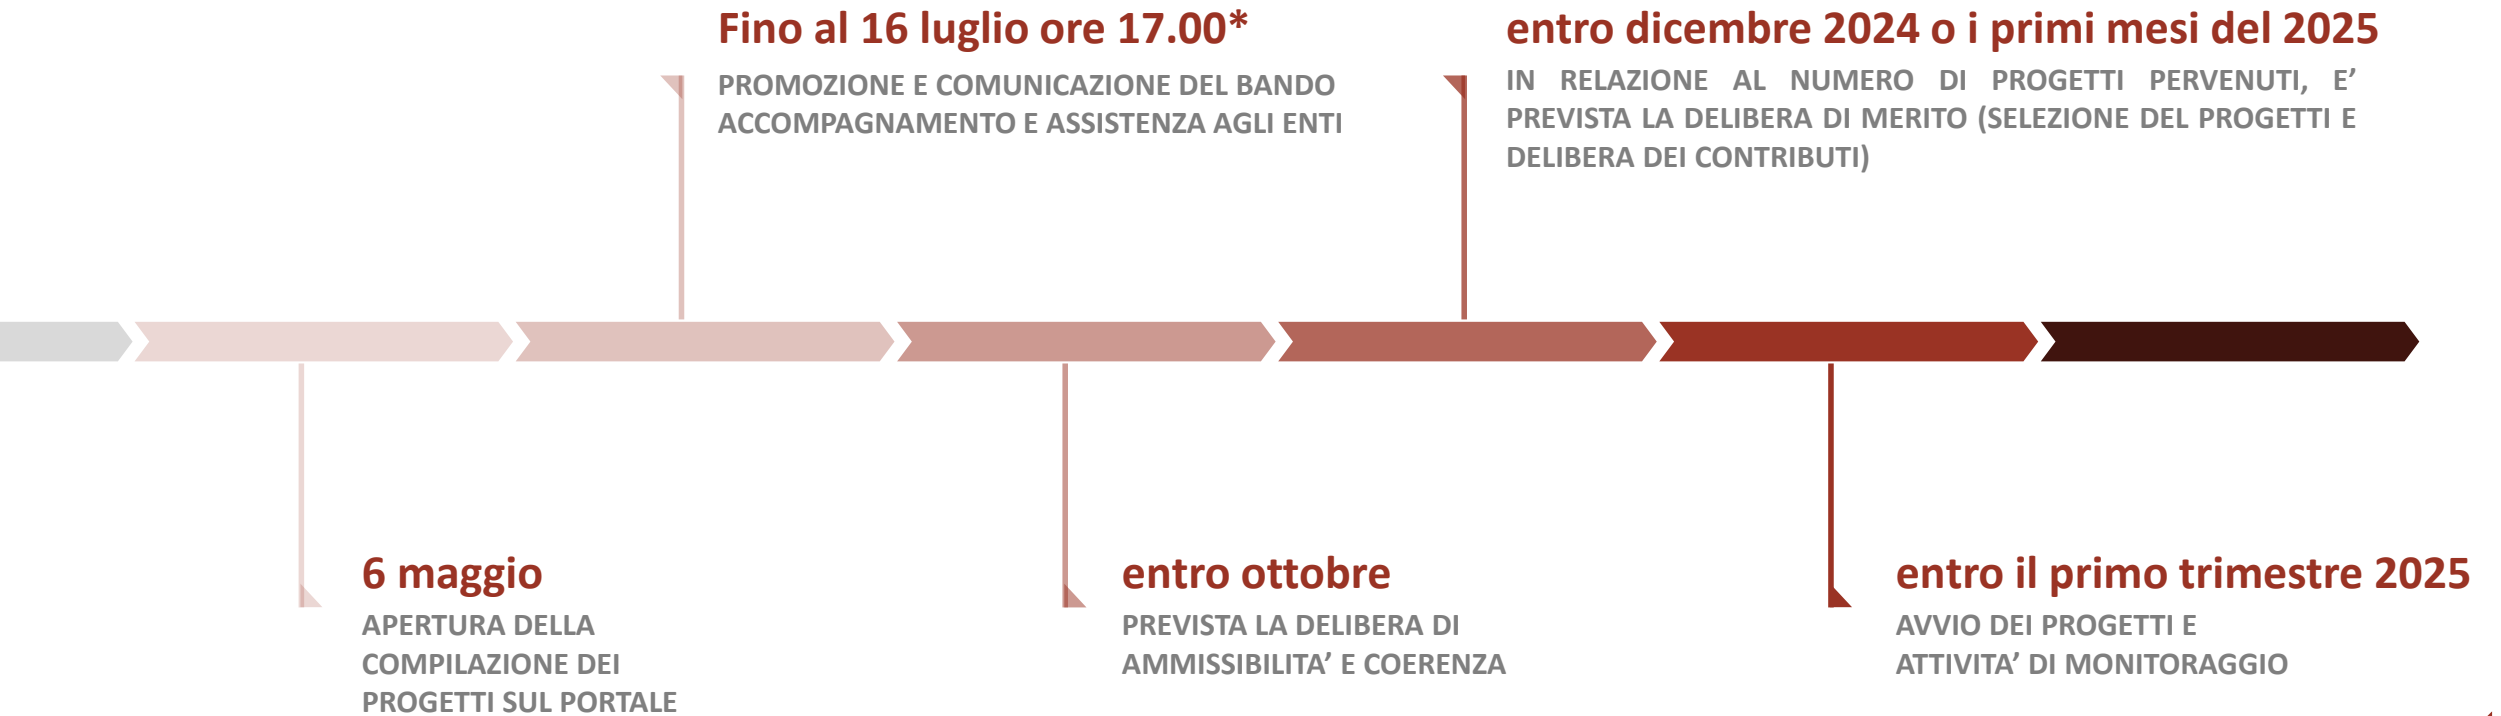 Fino al 16 luglio ore 17.00*
PROMOZIONE E COMUNICAZIONE DEL BANDO
ACCOMPAGNAMENTO E ASSISTENZA AGLI ENTI
entro dicembre 2024 o i primi mesi del 2025
IN RELAZIONE AL NUMERO DI PROGETTI PERVENUTI, E’
PREVISTA LA DELIBERA DI MERITO (SELEZIONE DEL PROGETTI E
DELIBERA DEI CONTRIBUTI)
6 maggio
APERTURA DELLA
COMPILAZIONE DEI
PROGETTI SUL PORTALE
entro ottobre
PREVISTA LA DELIBERA DI
AMMISSIBILITA’ E COERENZA
entro il primo trimestre 2025
AVVIO DEI PROGETTI E
ATTIVITA’ DI MONITORAGGIO